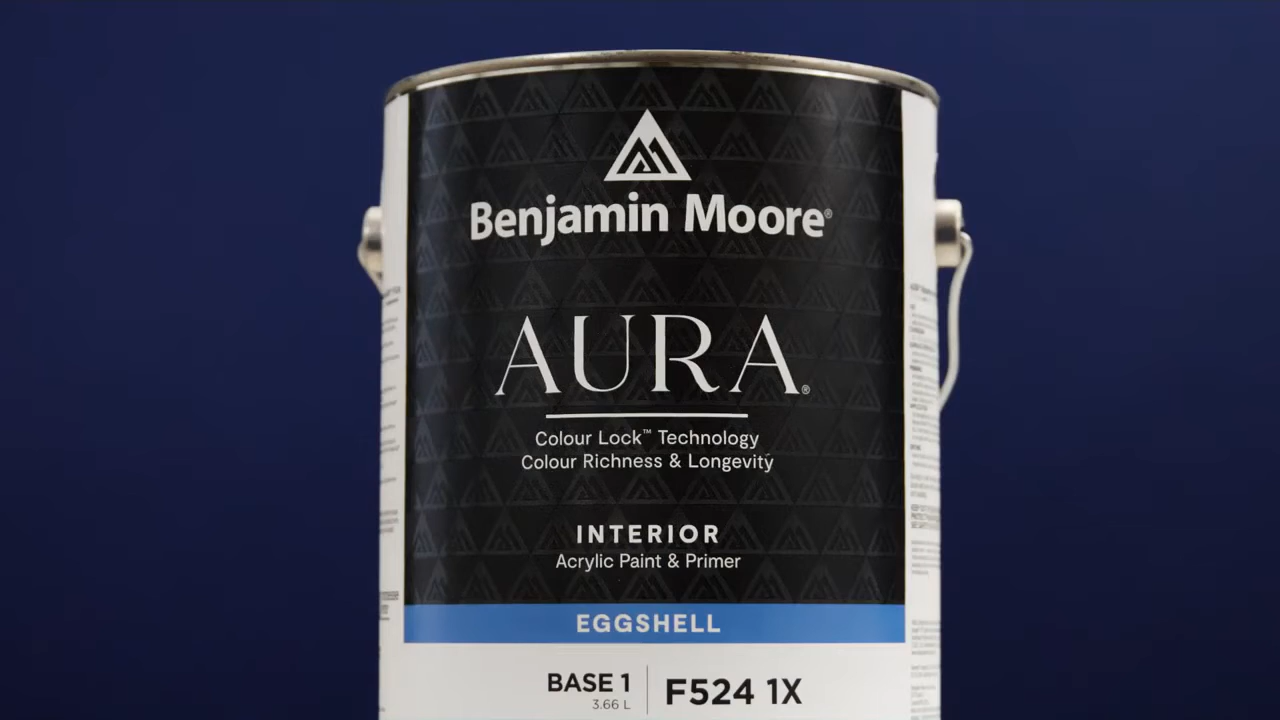 Benjamin Moore®
AURA®
Colour Lock™ Technology
Colour Richness & Longevity
INTERIOR
Acrylic Paint & Primer
EGGSHELL
BASE 1
3.66 L
F524 1X